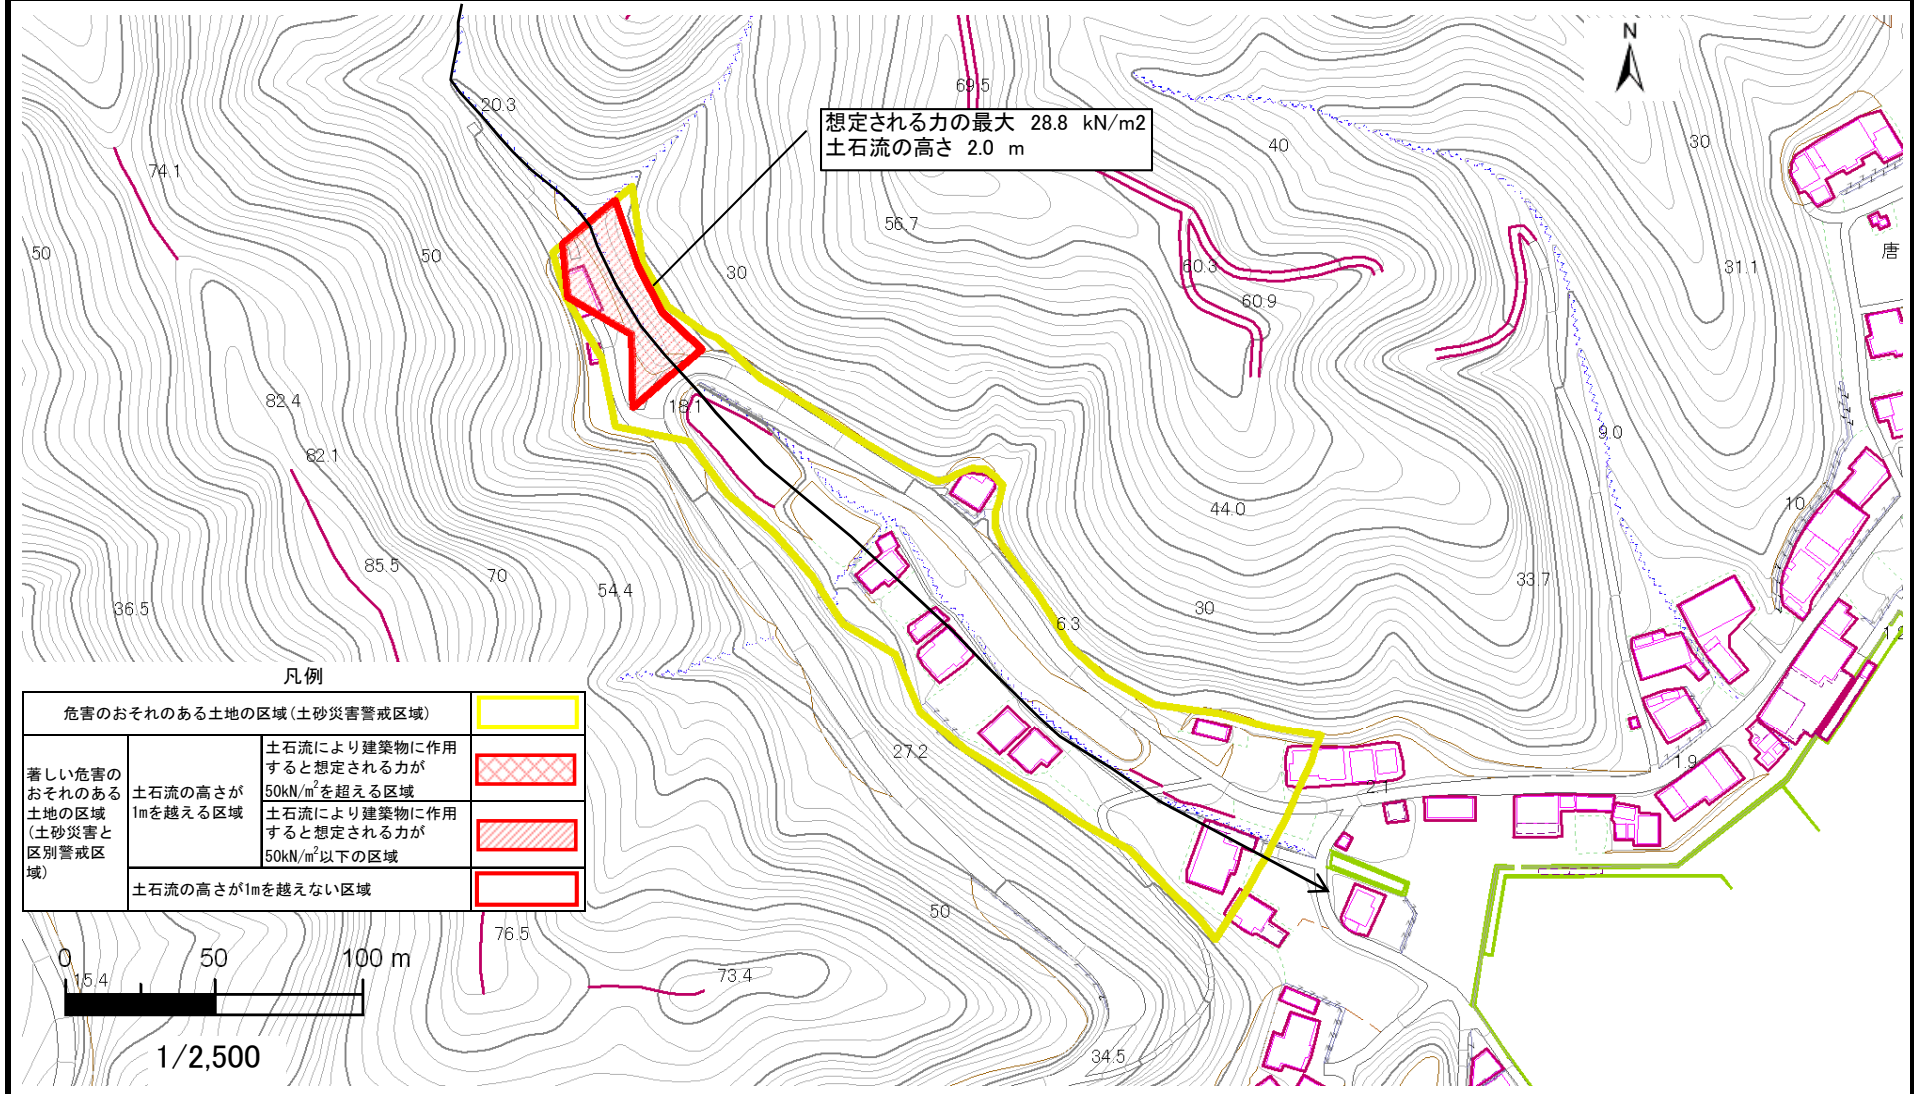 N
20.3
69.5
想定される力の最大 28.8 kN/m2
土石流の高さ 2.0 m
40
30
74.1
56.7
50
50
30
60.3
60.9
31.1
唐
82.4
18.1
82.1
9.0
44.0
10
85.5
70
54.4
33.7
36.5
30
6.3
1.2
凡例
危害のおそれのある土地の区域(土砂災害警戒区域)
著しい危害の
おそれのある
土地の区域
(土砂災害と
区別警戒区
域)
土石流の高さが
1mを越える区域
土石流により建築物に作用
すると想定される力が
50kN/m²を超える区域
土石流により建築物に作用
すると想定される力が
50kN/m²以下の区域
土石流の高さが1mを越えない区域
27.2
1.9
2.1
50
76.5
73.4
0 50 100 m
15.4
1/2,500
34.5